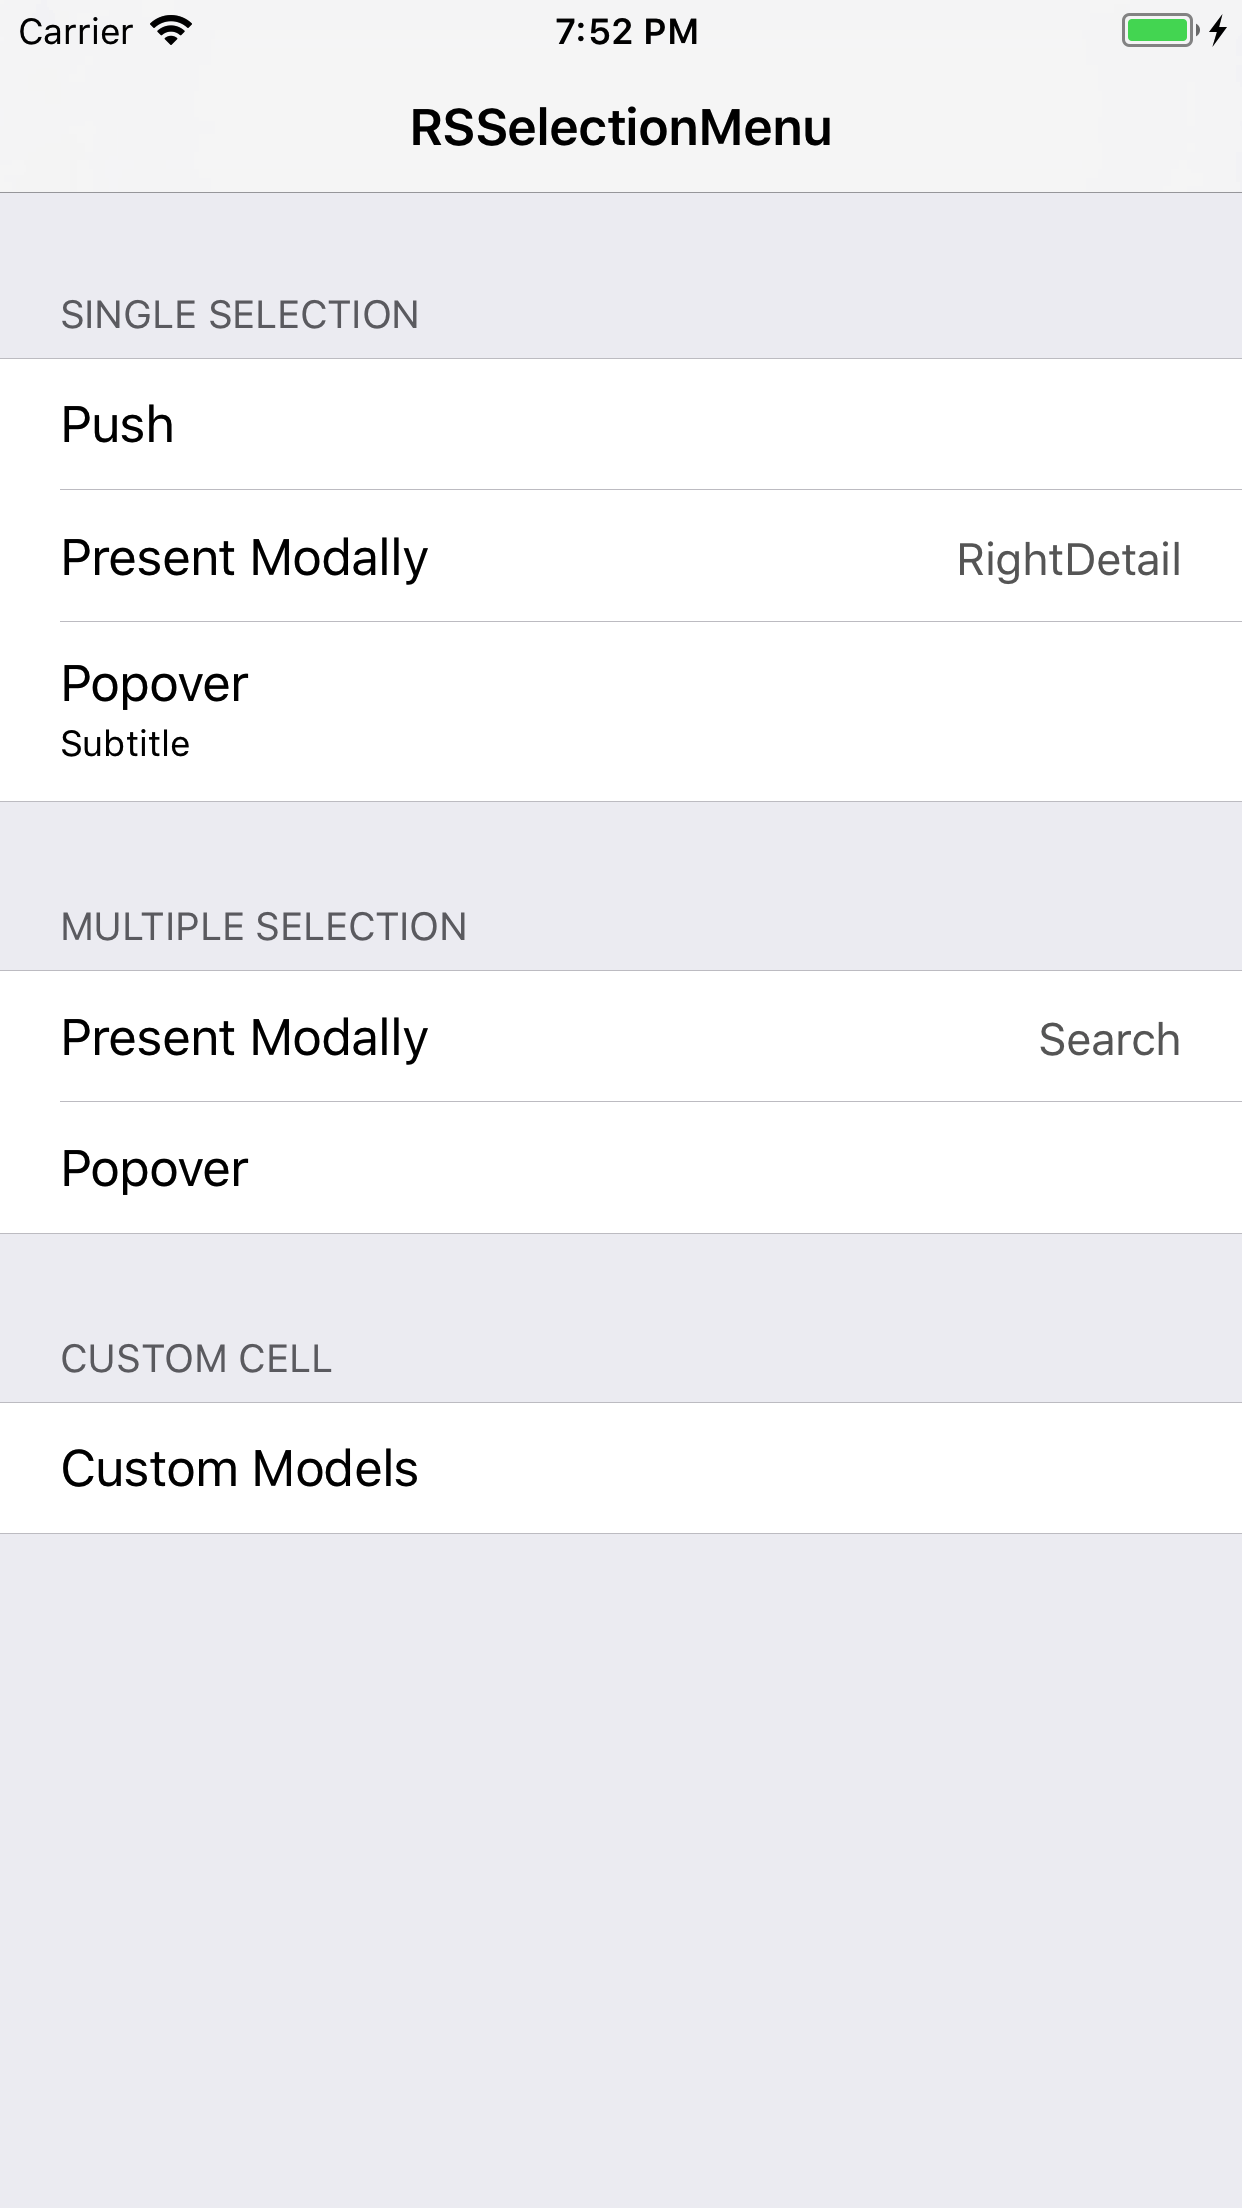 Carrier 7:52 PM
RSSelectionMenu
SINGLE SELECTION
Push
Present Modally RightDetail
Popover
Subtitle
MULTIPLE SELECTION
Present Modally Search
Popover
CUSTOM CELL
Custom Models